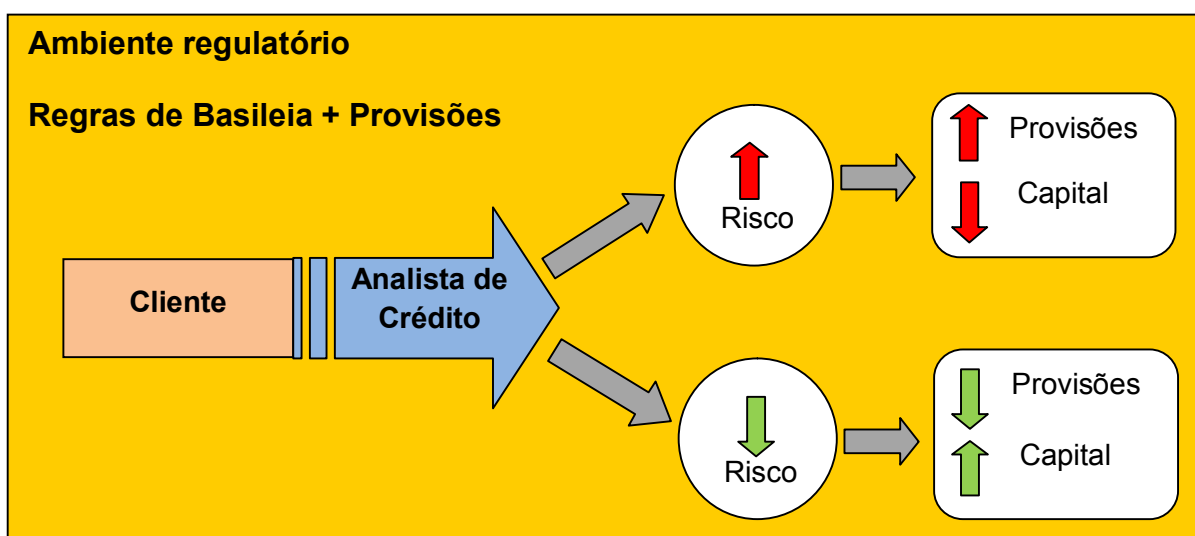 Ambiente regulatório
Regras de Basileia + Provisões
Cliente
Analista de
Crédito
Risco
Provisões
Capital
Risco
Provisões
Capital